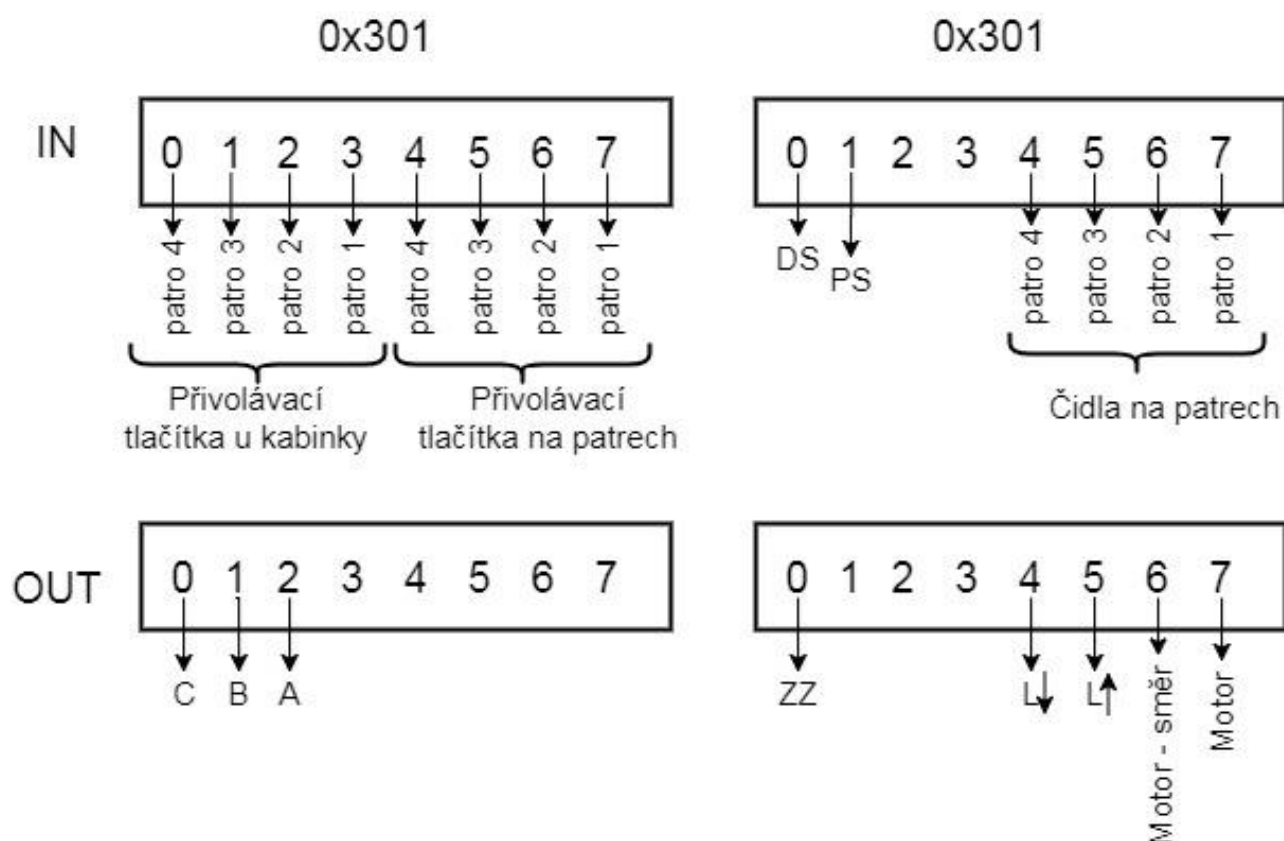 0x301
0x301
IN
0 1 2 3 4 5 6 7
0 1 2 3 4 5 6 7
patro 4
patro 3
patro 2
patro 1
patro 4
patro 3
patro 2
patro 1
DS
PS
patro 4
patro 3
patro 2
patro 1
Přivolávací
tlačítka u kabinky
Přivolávací
tlačítka na patrech
Čidla na patrech
OUT
0 1 2 3 4 5 6 7
0 1 2 3 4 5 6 7
C
B
A
ZZ
L↓
L↑
Motor - směr
Motor